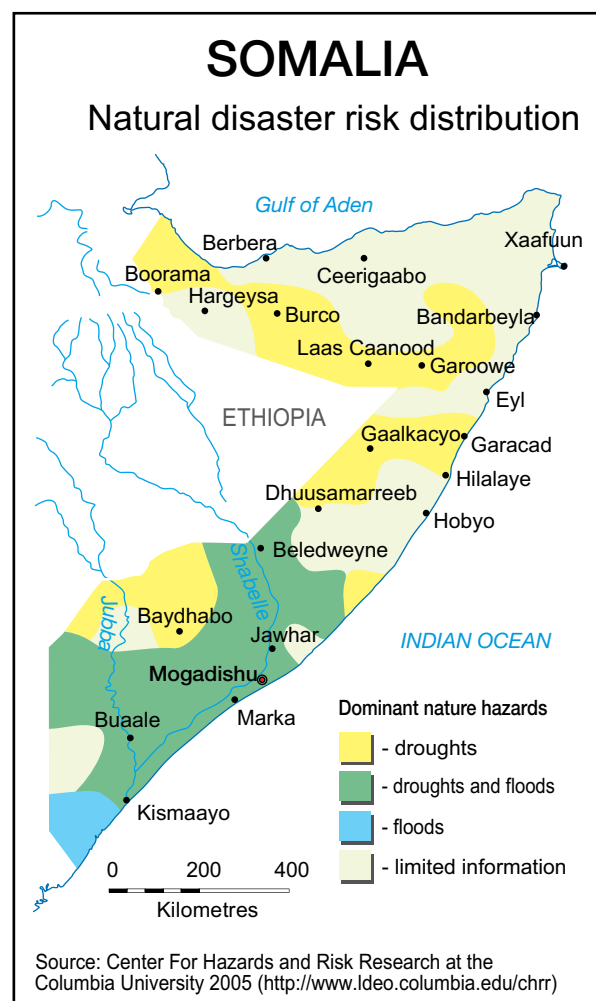 SOMALIA
Natural disaster risk distribution
Gulf of Aden
Xaafuun
Berbera
Ceerigaabo
Boorama
Hargeysa
Burco
Bandarbeyla
Laas Caanood
Garoowe
Eyl
ETHIOPIA
Gaalkacyo
Garacad
Hilalaye
Dhuusamarreeb
Hobyo
Beledweyne
Shabelle
Jubba
Baydhabo
Jawhar
INDIAN OCEAN
Mogadishu
Marka
Buaale
Kismaayo
Dominant nature hazards
- droughts
- droughts and floods
- floods
- limited information
0 200 400
Kilometres
Source: Center For Hazards and Risk Research at the
Columbia University 2005 (http://www.ldeo.columbia.edu/chrr)